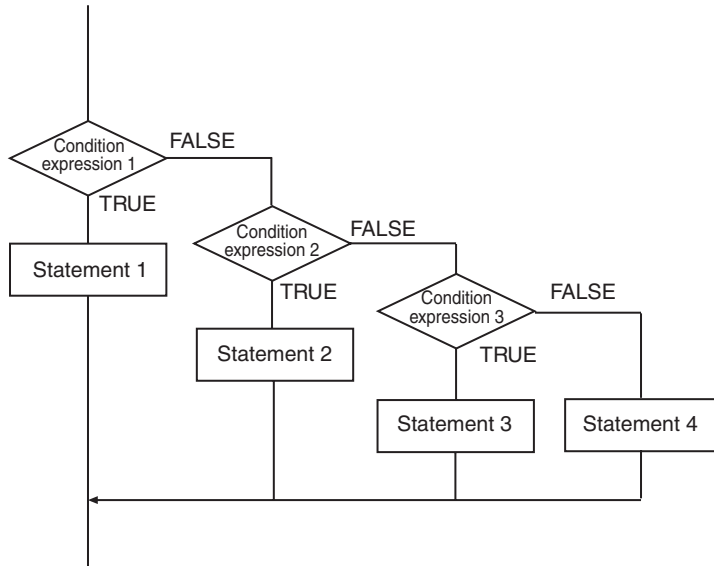 Condition
expression 1
FALSE
TRUE
Statement 1
Condition
expression 2
FALSE
TRUE
Statement 2
Condition
expression 3
FALSE
TRUE
Statement 3
Statement 4